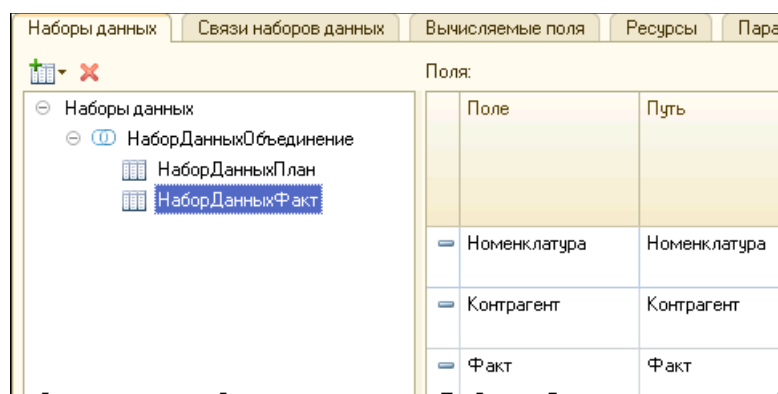 Наборы данных Связи наборов данных Вычисляемые поля Ресурсы Пара
Поля:
Наборы данных
НаборДанныхОбъединение
НаборДанныхПлан
НаборДанныхФакт
Поле Путь
Номенклатура Номенклатура
Контрагент Контрагент
Факт Факт